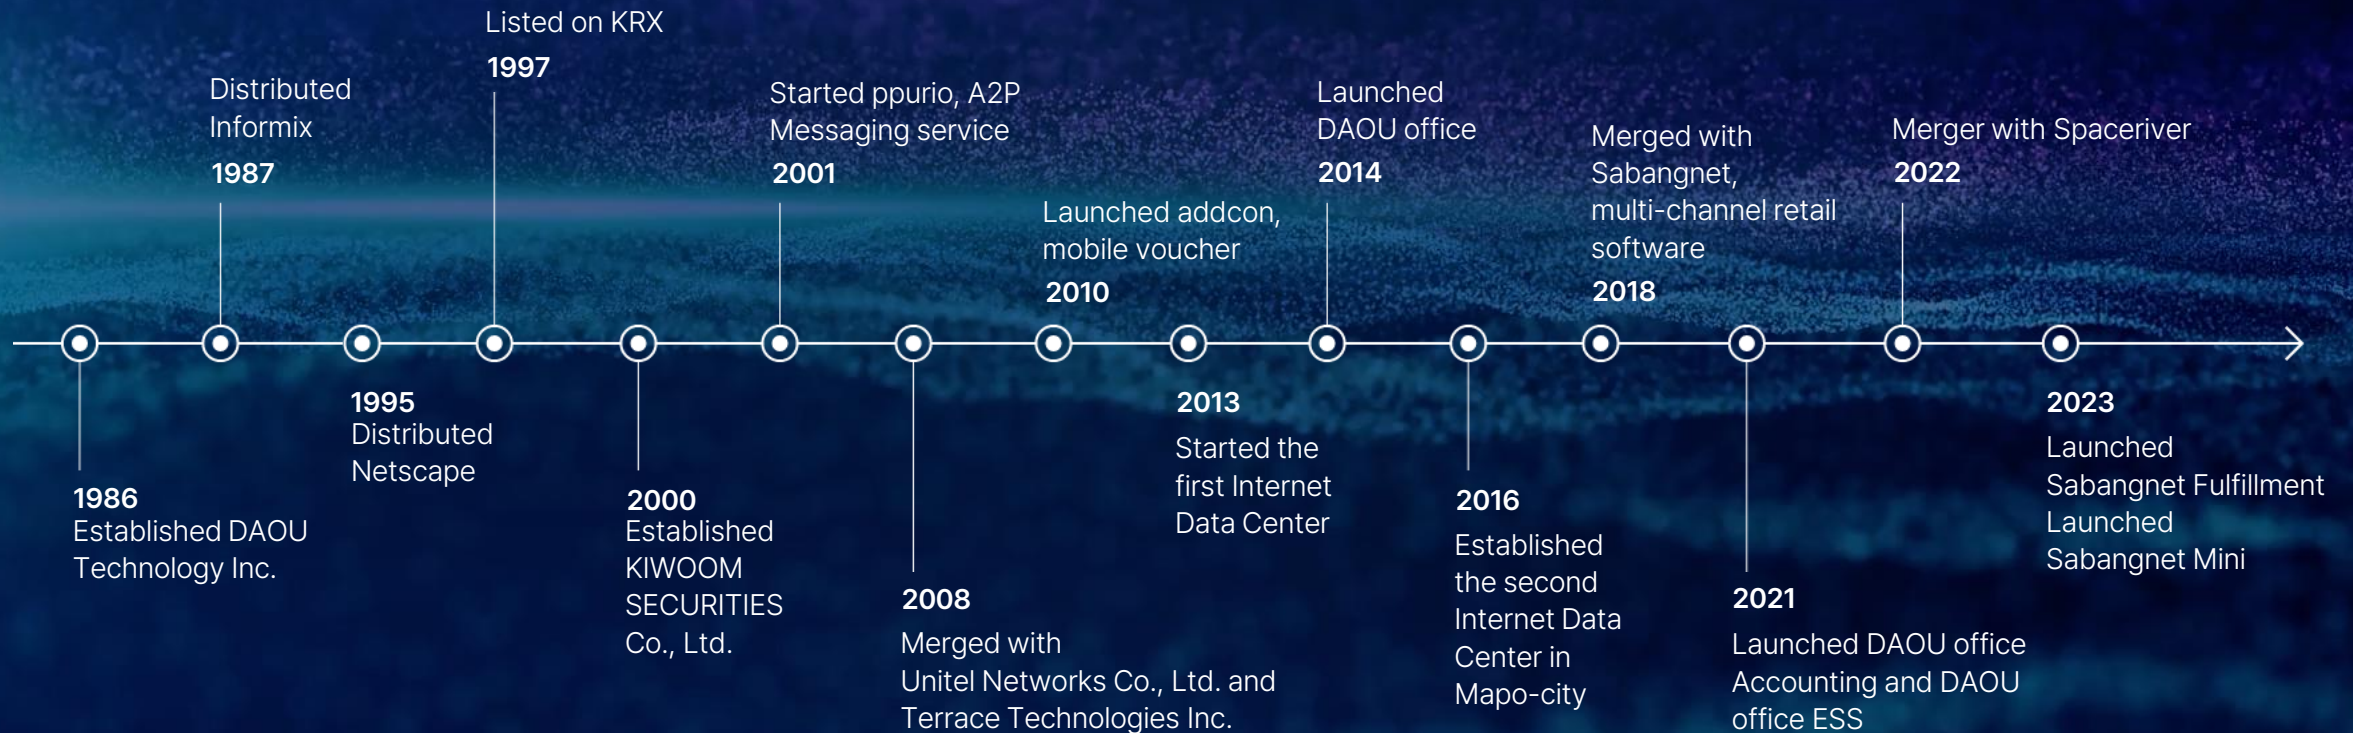 Listed on KRX
1997
Distributed
Informix
1987
Started ppurio, A2P
Messaging service
2001
Launched addcon,
mobile voucher
2010
Launched
DAOU office
2014
Merged with
Sabangnet,
multi-channel retail
software
2018
Merger with Spaceriver
2022
1986
Established DAOU
Technology Inc.
1995
Distributed
Netscape
2000
Established
KIWOOM
SECURITIES
Co., Ltd.
2008
Merged with
Unitel Networks Co., Ltd. and
Terrace Technologies Inc.
2013
Started the
first Internet
Data Center
2016
Established
the second
Internet Data
Center in
Mapo-city
2021
Launched DAOU office
Accounting and DAOU
office ESS
2023
Launched
Sabangnet Fulfillment
Launched
Sabangnet Mini